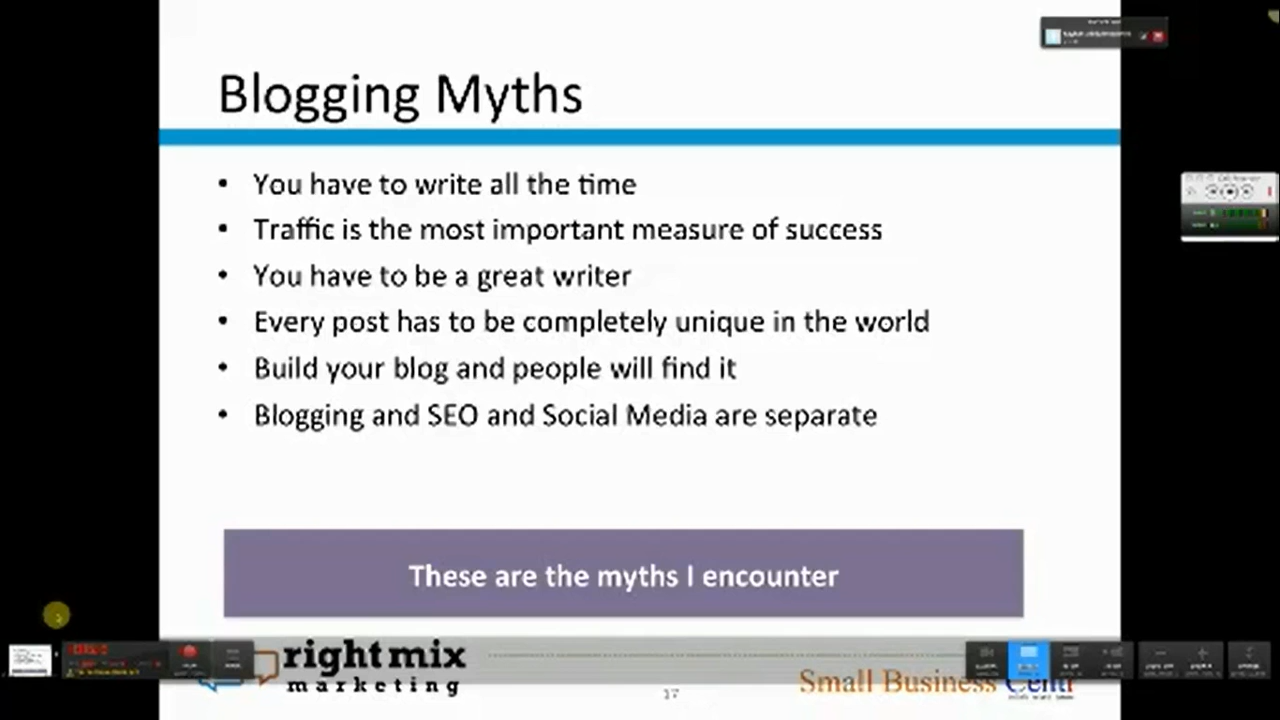 Blogging Myths
• You have to write all the time
• Traffic is the most important measure of success
• You have to be a great writer
• Every post has to be completely unique in the world
• Build your blog and people will find it
• Blogging and SEO and Social Media are separate
These are the myths I encounter
right mix
marketing
17
Small Business